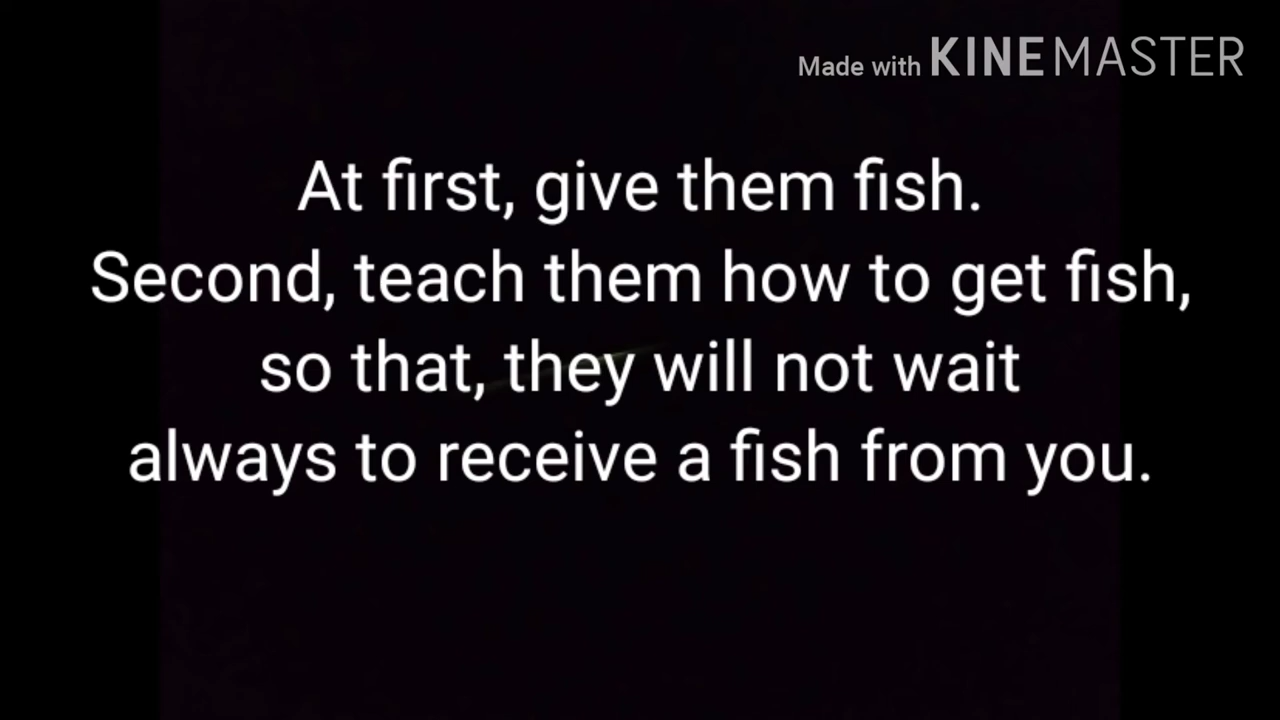 Made with KINEMASTER
At first, give them fish.
Second, teach them how to get fish,
so that, they will not wait
always to receive a fish from you.